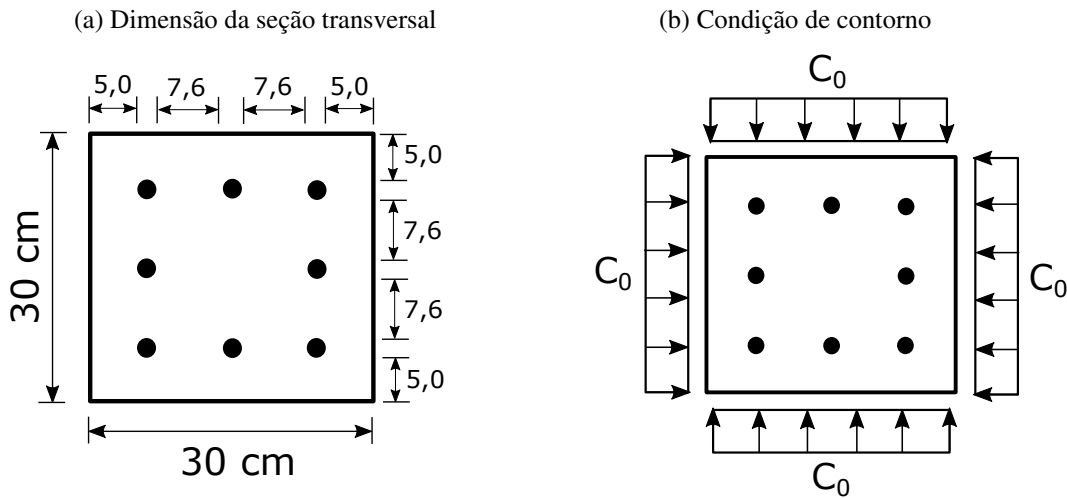 (a) Dimensão da seção transversal
5,0 7,6 7,6 5,0
5,0
7,6
7,6
5,0
30 cm
30 cm
(b) Condição de contorno
C₀
C₀
C₀
C₀